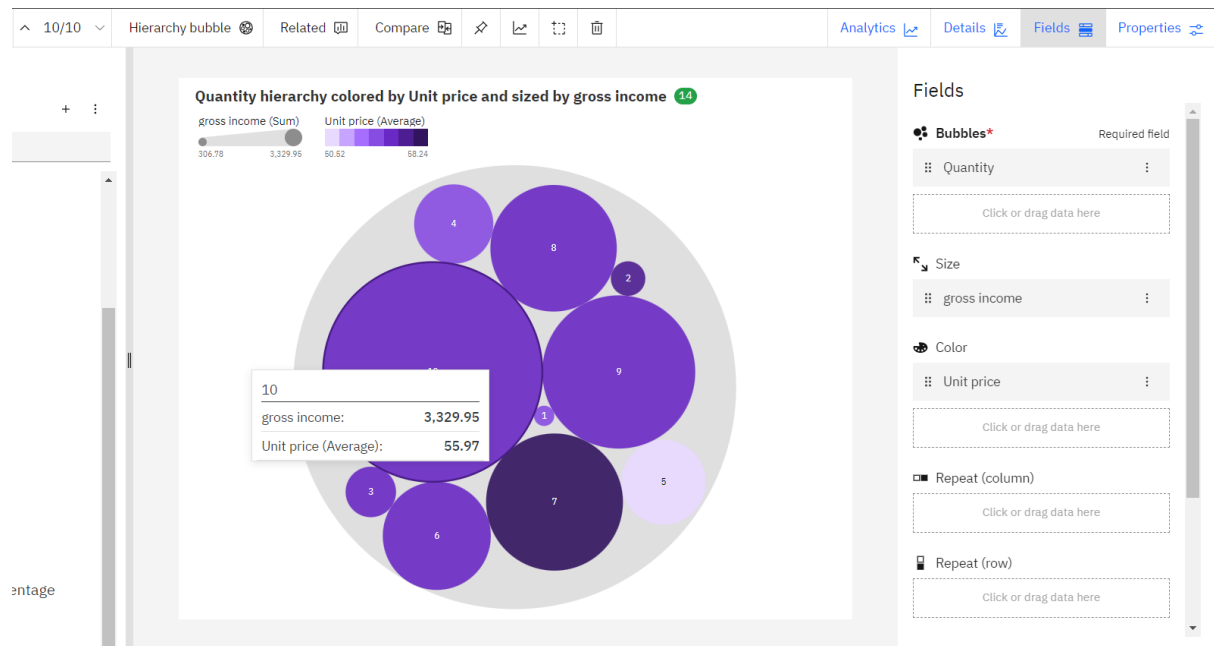 10/10 Hierarchy bubble Related Compare Analytics Details Fields Properties
+
entage
Quantity hierarchy colored by Unit price and sized by gross income 14
gross income (Sum) Unit price (Average)
306.78 3,329.95 50.52 58.24
4
8
2
9
1
5
3
7
6
10
gross income: 3,329.95
Unit price (Average): 55.97
Fields
Bubbles* Required field
Quantity
Click or drag data here
Size
gross income
Color
Unit price
Click or drag data here
Repeat (column)
Click or drag data here
Repeat (row)
Click or drag data here